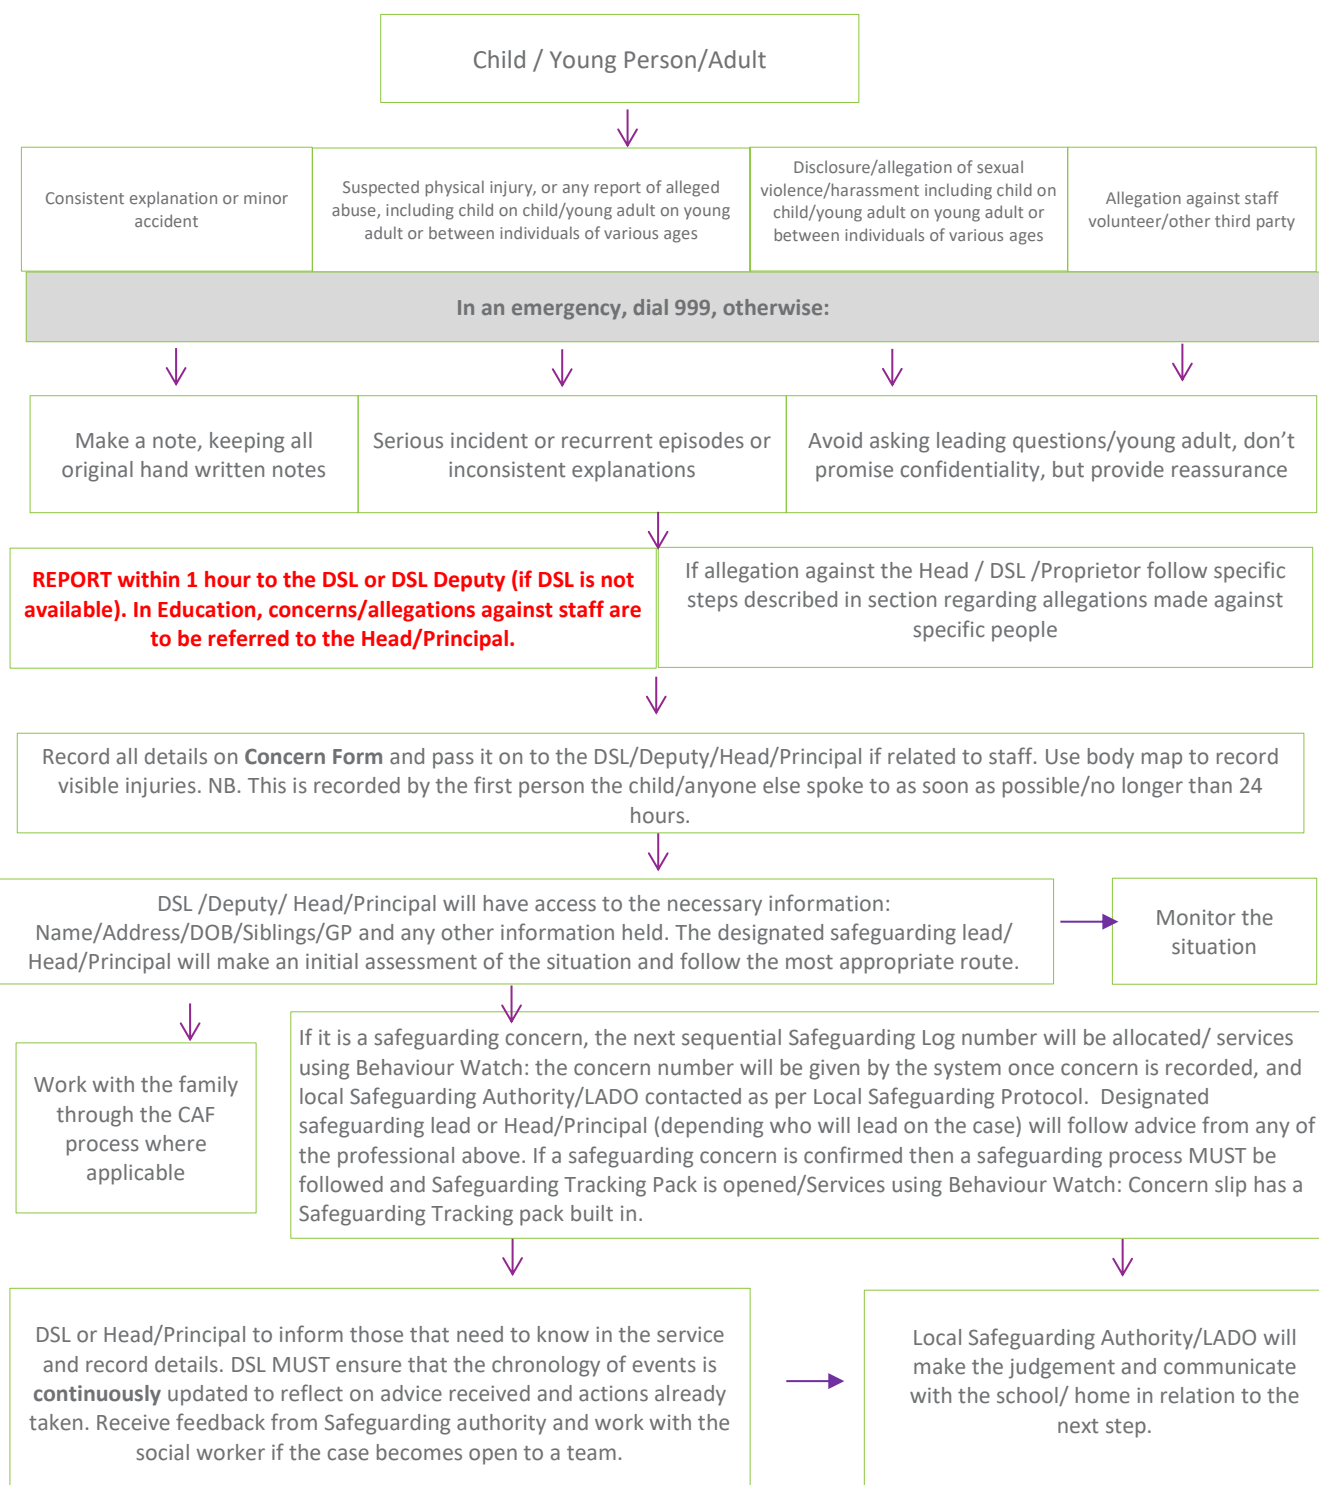 Child / Young Person/Adult
Consistent explanation or minor
accident
Suspected physical injury, or any report of alleged
abuse, including child on child/young adult on young
adult or between individuals of various ages
Disclosure/allegation of sexual
violence/harassment including child on
child/young adult on young adult or
between individuals of various ages
Allegation against staff
volunteer/other third party
In an emergency, dial 999, otherwise:
Make a note, keeping all
original hand written notes
Serious incident or recurrent episodes or
inconsistent explanations
Avoid asking leading questions/young adult, don’t
promise confidentiality, but provide reassurance
REPORT within 1 hour to the DSL or DSL Deputy (if DSL is not
available). In Education, concerns/allegations against staff are
to be referred to the Head/Principal.
If allegation against the Head / DSL /Proprietor follow specific
steps described in section regarding allegations made against
specific people
Record all details on Concern Form and pass it on to the DSL/Deputy/Head/Principal if related to staff. Use body map to record
visible injuries. NB. This is recorded by the first person the child/anyone else spoke to as soon as possible/no longer than 24
hours.
DSL /Deputy/ Head/Principal will have access to the necessary information:
Name/Address/DOB/Siblings/GP and any other information held. The designated safeguarding lead/
Head/Principal will make an initial assessment of the situation and follow the most appropriate route.
Monitor the
situation
Work with the family
through the CAF
process where
applicable
If it is a safeguarding concern, the next sequential Safeguarding Log number will be allocated/ services
using Behaviour Watch: the concern number will be given by the system once concern is recorded, and
local Safeguarding Authority/LADO contacted as per Local Safeguarding Protocol.  Designated
safeguarding lead or Head/Principal (depending who will lead on the case) will follow advice from any of
the professional above. If a safeguarding concern is confirmed then a safeguarding process MUST be
followed and Safeguarding Tracking Pack is opened/Services using Behaviour Watch: Concern slip has a
Safeguarding Tracking pack built in.
DSL or Head/Principal to inform those that need to know in the service
and record details. DSL MUST ensure that the chronology of events is
continuously updated to reflect on advice received and actions already
taken. Receive feedback from Safeguarding authority and work with the
social worker if the case becomes open to a team.
Local Safeguarding Authority/LADO will
make the judgement and communicate
with the school/ home in relation to the
next step.